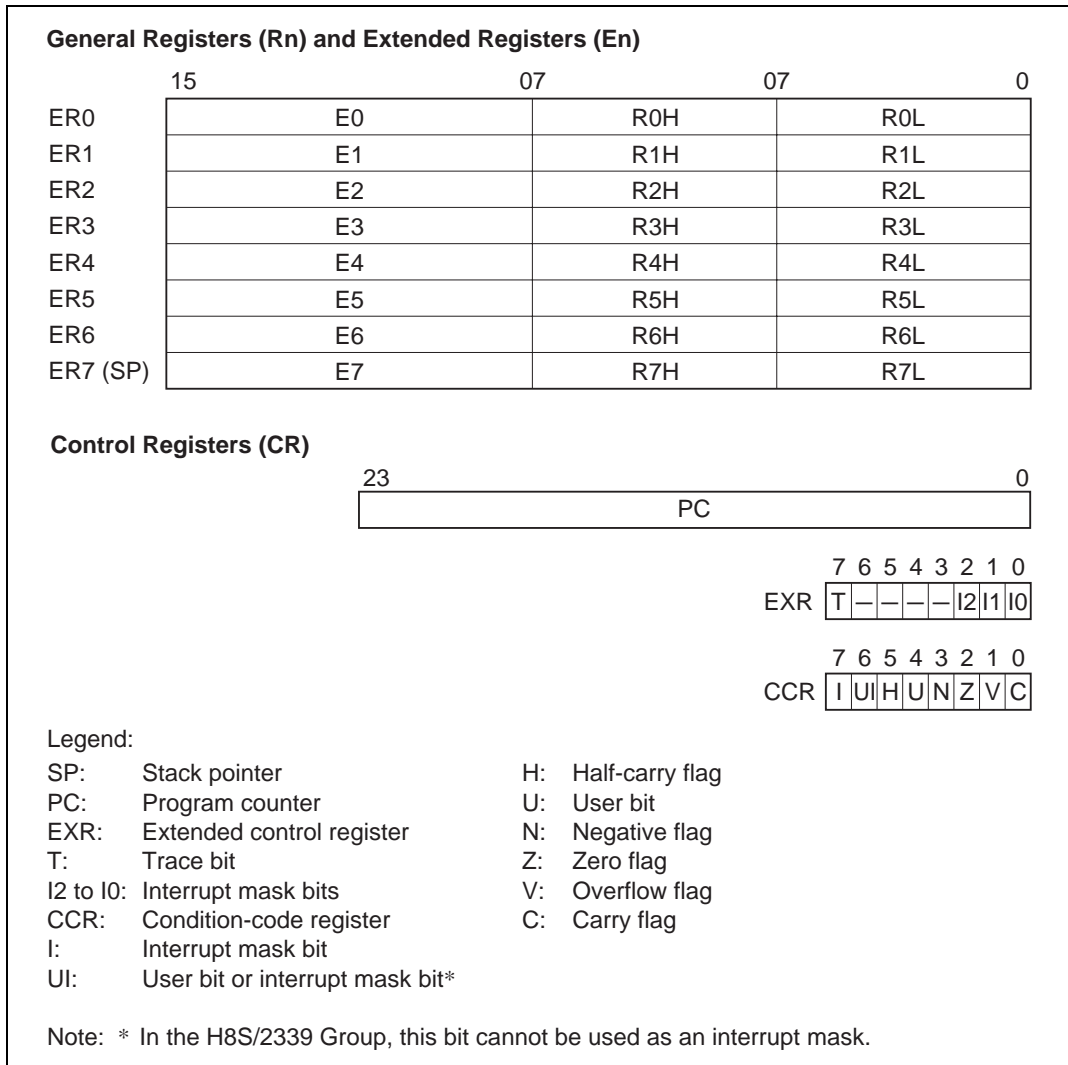 General Registers (Rn) and Extended Registers (En)
15 07 07 0
ER0 E0 R0H R0L
ER1 E1 R1H R1L
ER2 E2 R2H R2L
ER3 E3 R3H R3L
ER4 E4 R4H R4L
ER5 E5 R5H R5L
ER6 E6 R6H R6L
ER7 (SP) E7 R7H R7L
Control Registers (CR)
23 0
PC
7 6 5 4 3 2 1 0
EXR T — — — — I2 I1 I0
7 6 5 4 3 2 1 0
CCR I UI H U N Z V C
Legend:
SP: Stack pointer
PC: Program counter
EXR: Extended control register
T: Trace bit
I2 to I0: Interrupt mask bits
CCR: Condition-code register
I: Interrupt mask bit
UI: User bit or interrupt mask bit*
H: Half-carry flag
U: User bit
N: Negative flag
Z: Zero flag
V: Overflow flag
C: Carry flag
Note: * In the H8S/2339 Group, this bit cannot be used as an interrupt mask.